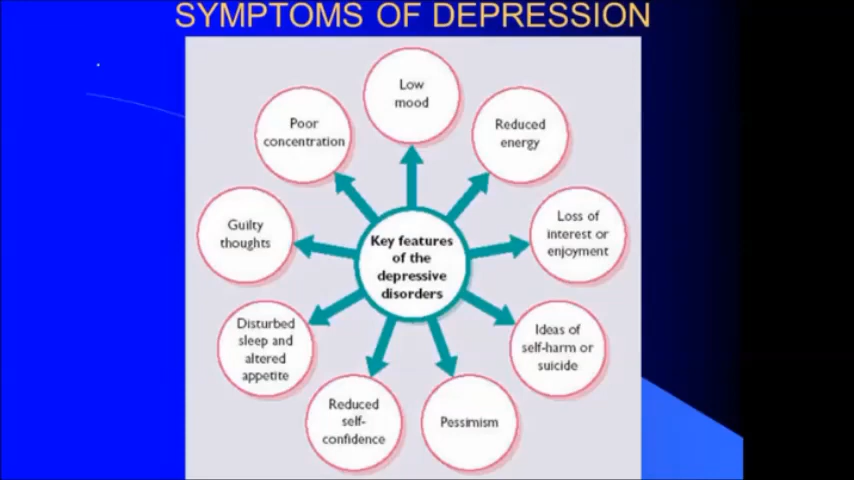 SYMPTOMS OF DEPRESSION
Low
mood
Reduced
energy
Loss of
interest or
enjoyment
Ideas of
self-harm or
suicide
Pessimism
Reduced
self-
confidence
Disturbed
sleep and
altered
appetite
Guilty
thoughts
Poor
concentration
Key features
of the
depressive
disorders